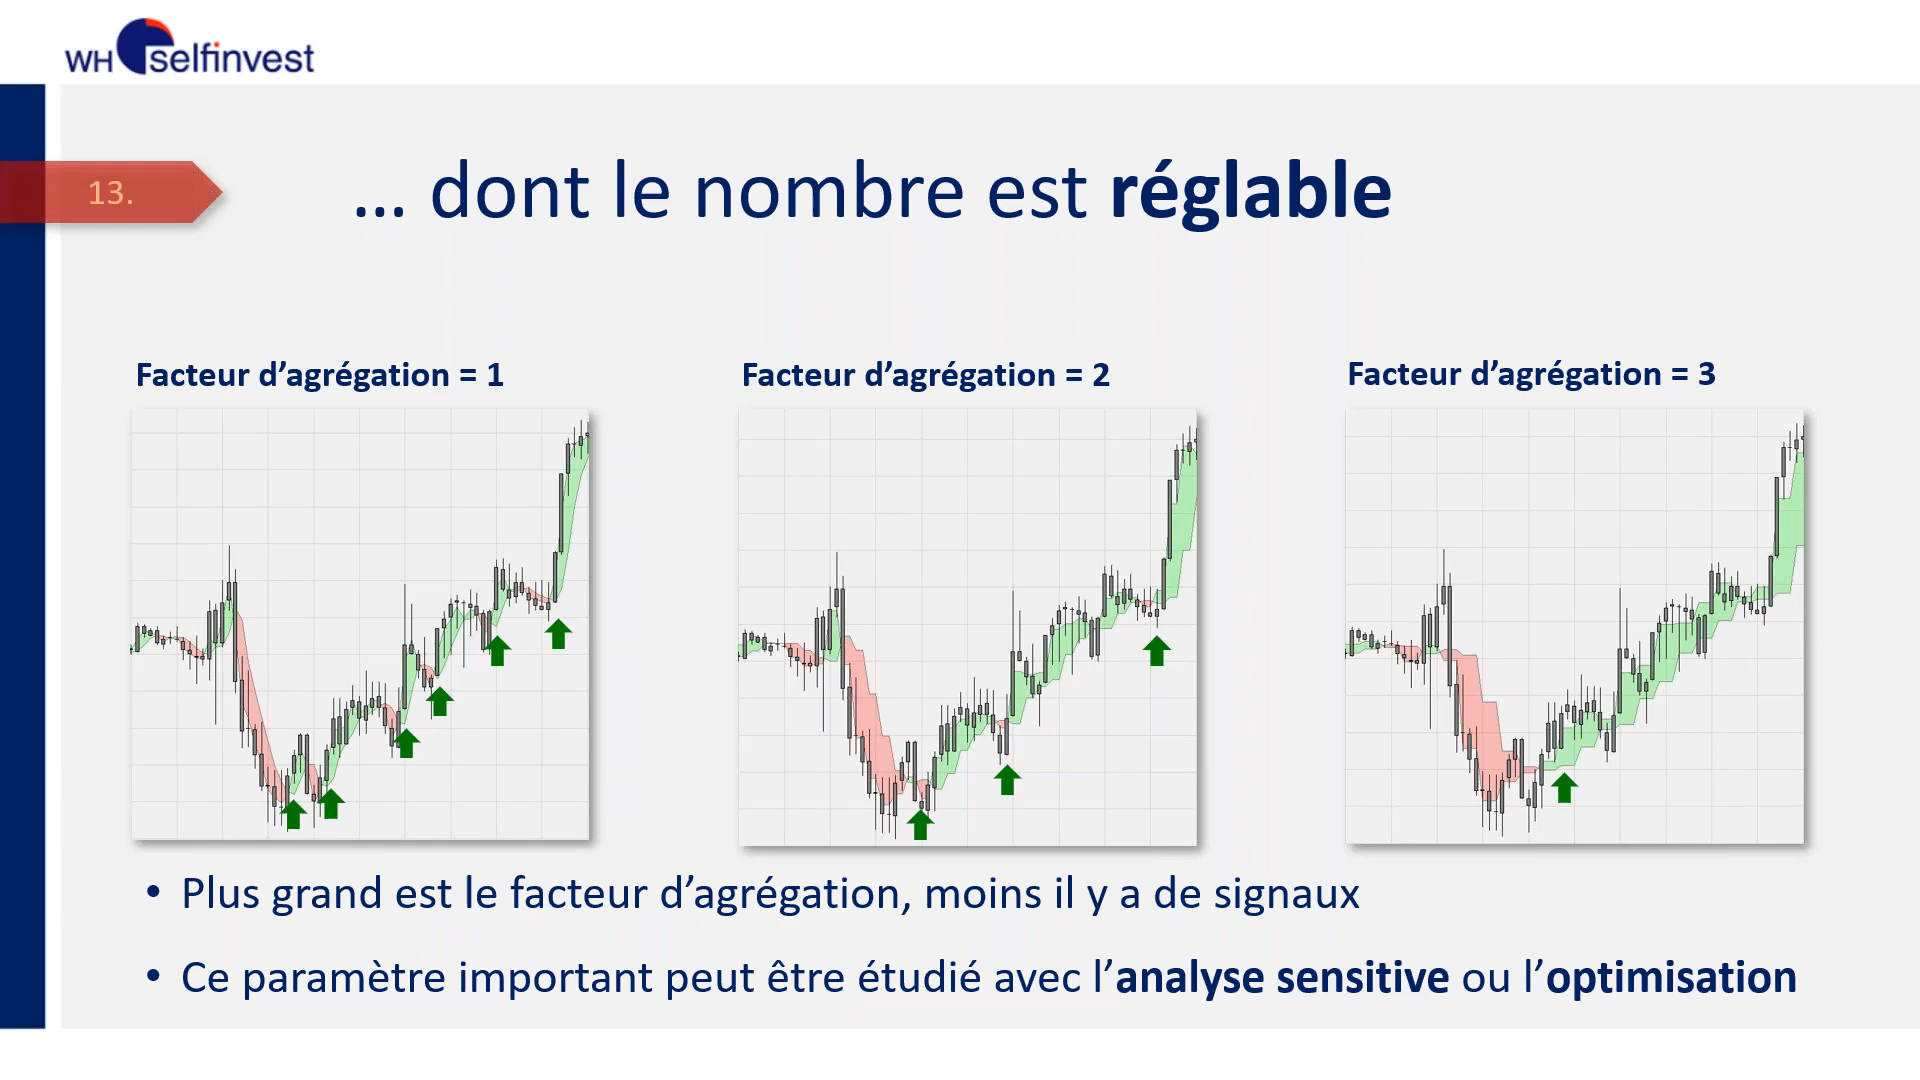 WH selfinvest
13.
... dont le nombre est réglable
Facteur d’agrégation = 1
Facteur d’agrégation = 2
Facteur d’agrégation = 3
• Plus grand est le facteur d’agrégation, moins il y a de signaux
• Ce paramètre important peut être étudié avec l’analyse sensitive ou l’optimisation